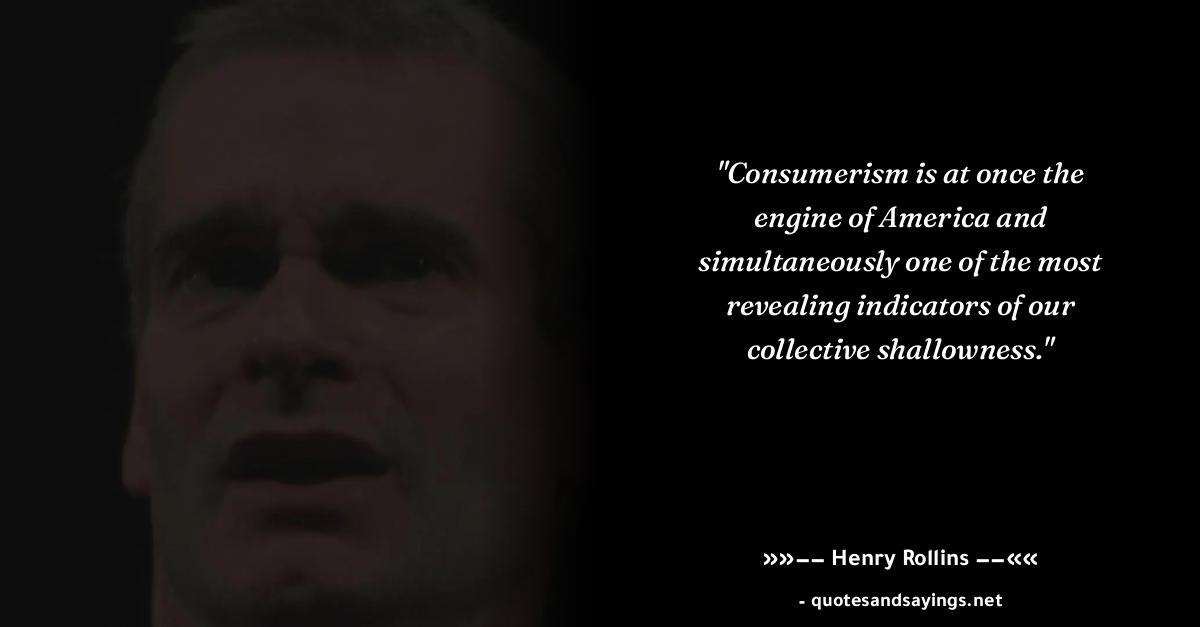 "Consumerism is at once the
engine of America and
simultaneously one of the most
revealing indicators of our
collective shallowness."
»»−− Henry Rollins −−««
- quotesandsayings.net